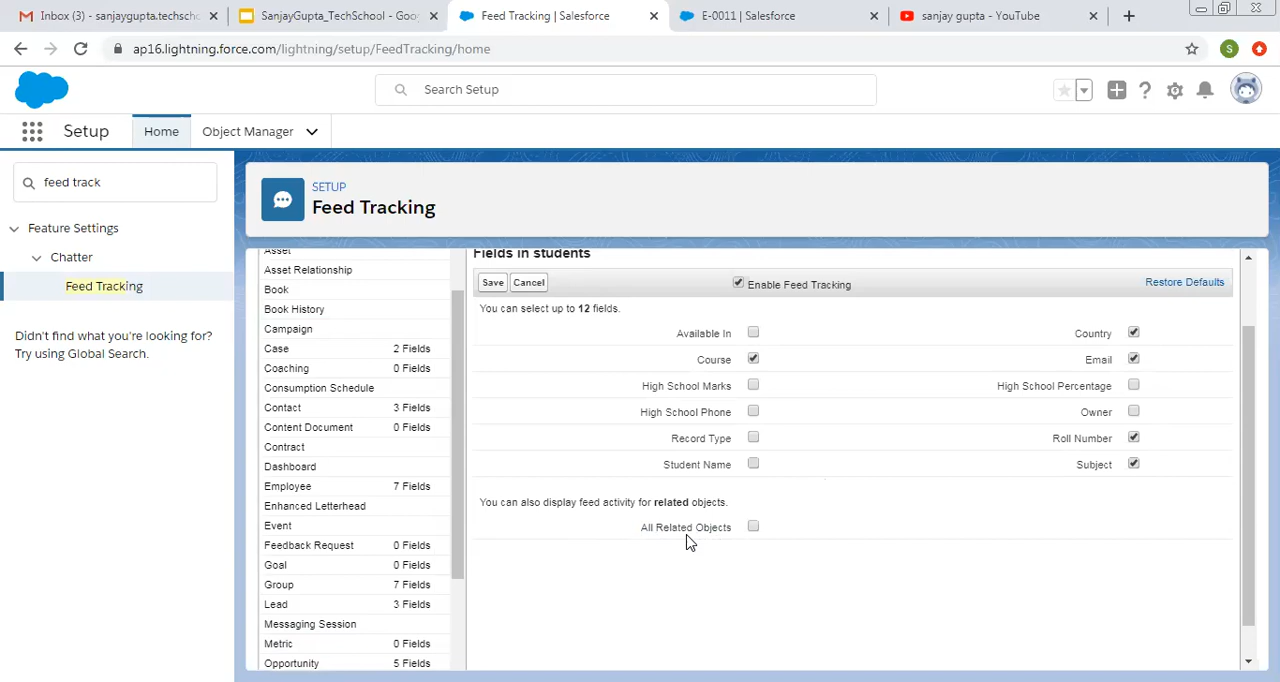 Inbox (3) - sanjaygupta.techscho
SanjayGupta_TechSchool - Goo
Feed Tracking | Salesforce
E-0011 | Salesforce
sanjay gupta - YouTube
ap16.lightning.force.com/lightning/setup/FeedTracking/home
S
Search Setup
Setup
Home
Object Manager
feed track
Feature Settings
Chatter
Feed Tracking
Didn't find what you're looking for?
Try using Global Search.
SETUP
Feed Tracking
Asset
Asset Relationship
Book
Book History
Campaign
Case 2 Fields
Coaching 0 Fields
Consumption Schedule
Contact 3 Fields
Content Document 0 Fields
Contract
Dashboard
Employee 7 Fields
Enhanced Letterhead
Event
Feedback Request 0 Fields
Goal 0 Fields
Group 7 Fields
Lead 3 Fields
Messaging Session
Metric 0 Fields
Opportunity 5 Fields
Fields in students
Save Cancel Enable Feed Tracking Restore Defaults
You can select up to 12 fields.
Available In Country
Course Email
High School Marks High School Percentage
High School Phone Owner
Record Type Roll Number
Student Name Subject
You can also display feed activity for related objects.
All Related Objects